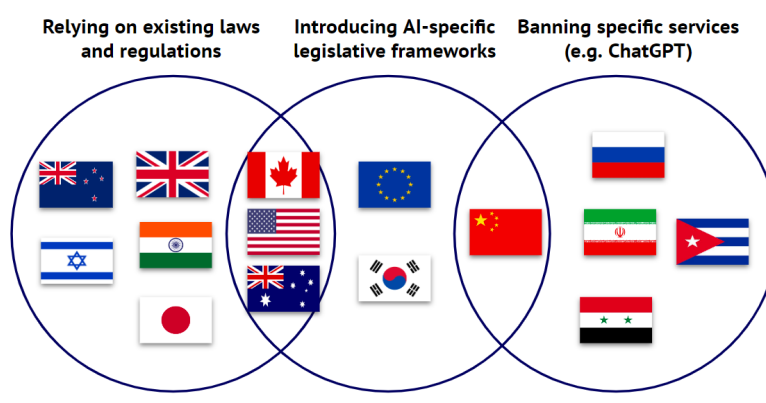 Relying on existing laws
and regulations
Introducing AI-specific
legislative frameworks
Banning specific services
(e.g. ChatGPT)